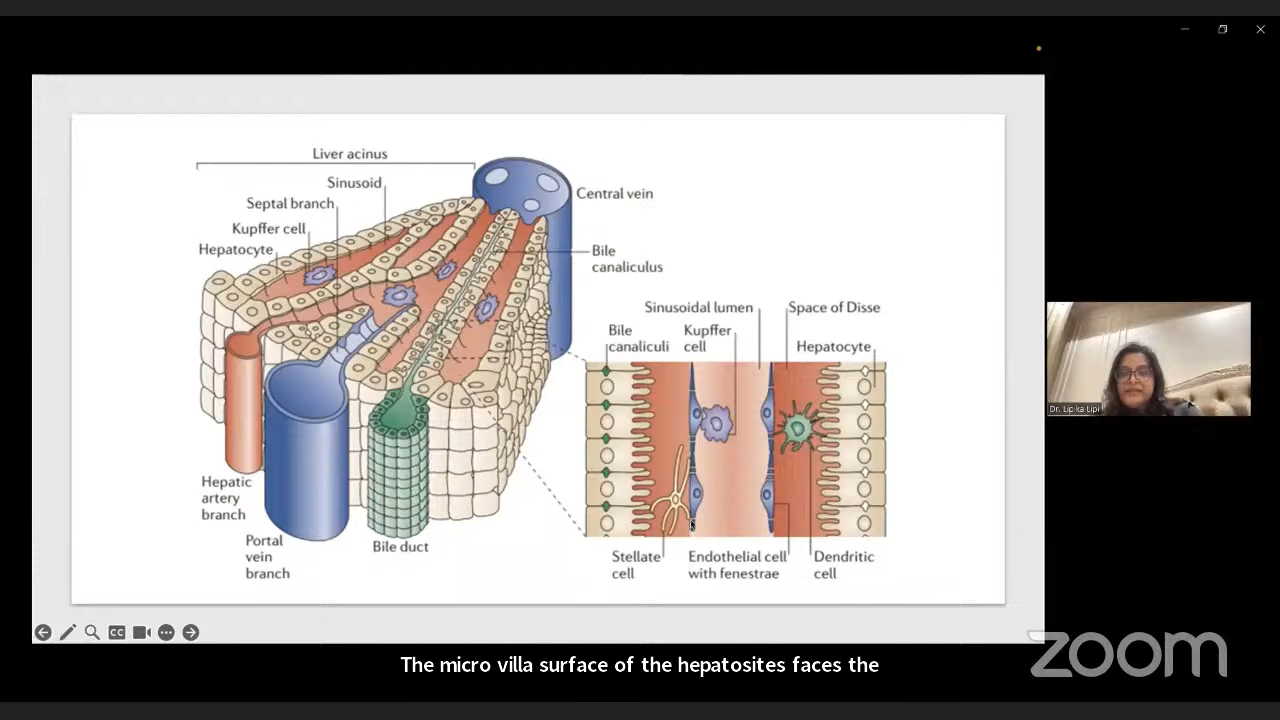 Liver acinus
Sinusoid
Septal branch
Kupffer cell
Hepatocyte
Central vein
Bile
canaliculus
Sinusoidal lumen
Space of Disse
Bile
canaliculi
Kupffer
cell
Hepatocyte
Hepatic
artery
branch
Portal
vein
branch
Bile duct
Stellate
cell
Endothelial cell
with fenestrae
Dendritic
cell
Dr. Lipika Lipi
CC
zoom
The micro villa surface of the hepatosites faces the